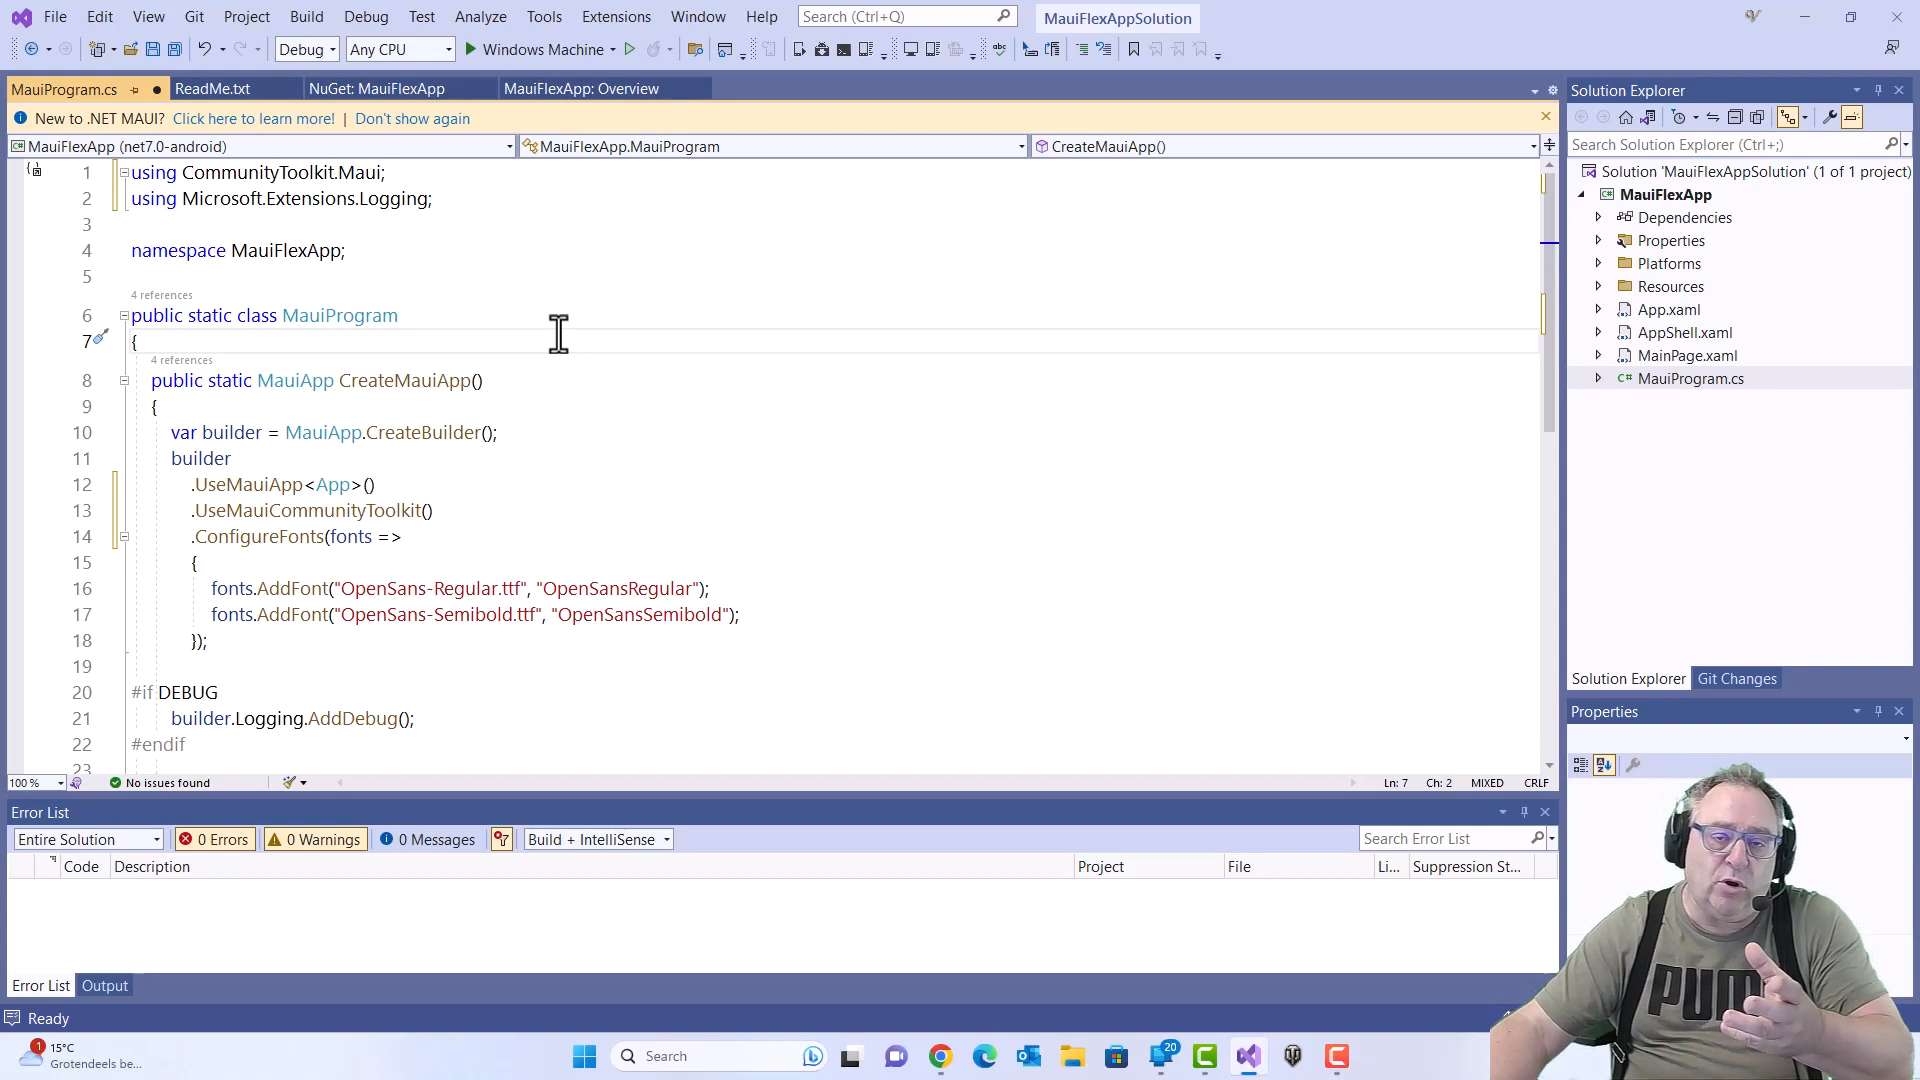 File Edit View Git Project Build Debug Test Analyze Tools Extensions Window Help Search (Ctrl+Q) MauiFlexAppSolution
Debug Any CPU Windows Machine
MauiProgram.cs ReadMe.txt NuGet: MauiFlexApp MauiFlexApp: Overview
New to .NET MAUI? Click here to learn more! | Don't show again
MauiFlexApp (net7.0-android) MauiFlexApp.MauiProgram CreateMauiApp()
1 using CommunityToolkit.Maui;
2 using Microsoft.Extensions.Logging;
3
4 namespace MauiFlexApp;
5
4 references
6 public static class MauiProgram
7 {
4 references
8 public static MauiApp CreateMauiApp()
9 {
10 var builder = MauiApp.CreateBuilder();
11 builder
12 .UseMauiApp<App>()
13 .UseMauiCommunityToolkit()
14 .ConfigureFonts(fonts =>
15 {
16 fonts.AddFont("OpenSans-Regular.ttf", "OpenSansRegular");
17 fonts.AddFont("OpenSans-Semibold.ttf", "OpenSansSemibold");
18 });
19
20 #if DEBUG
21 builder.Logging.AddDebug();
22 #endif
23
100 % No issues found Ln: 7 Ch: 2 MIXED CRLF
Error List
Entire Solution 0 Errors 0 Warnings 0 Messages Build + IntelliSense Search Error List
Code Description Project File Li... Suppression St...
Error List Output
Ready
Solution Explorer
Search Solution Explorer (Ctrl+;)
Solution 'MauiFlexAppSolution' (1 of 1 project)
MauiFlexApp
Dependencies
Properties
Platforms
Resources
App.xaml
AppShell.xaml
MainPage.xaml
MauiProgram.cs
Solution Explorer Git Changes
Properties
PUM
1 15°C
Grotendeels be...
Search
20